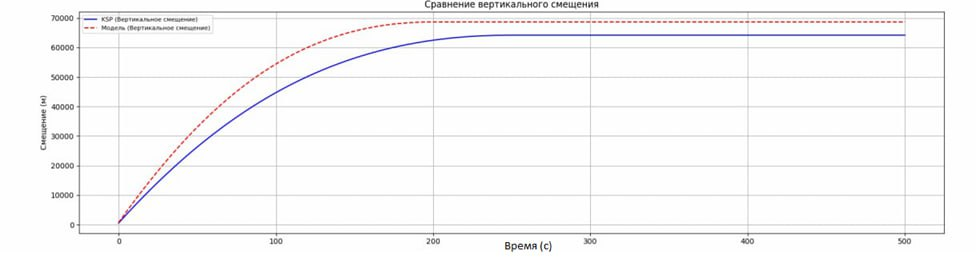 Сравнение вертикального смещения
KSP (Вертикальное смещение)
Модель (Вертикальное смещение)
Смещение (м)
70000
60000
50000
40000
30000
20000
10000
0
0 100 200 300 400 500
Время (с)